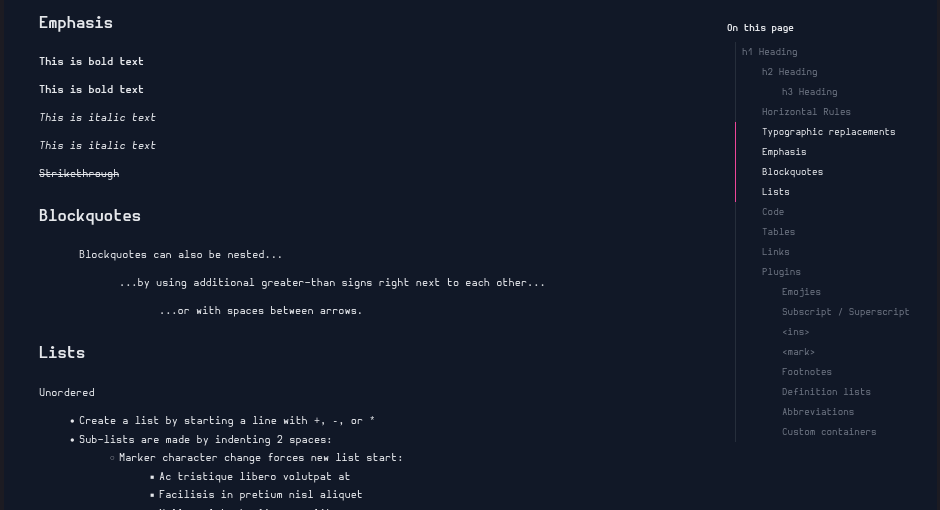 Emphasis
This is bold text
This is bold text
This is italic text
This is italic text
Strikethrough
Blockquotes
Blockquotes can also be nested...
...by using additional greater-than signs right next to each other...
...or with spaces between arrows.
Lists
Unordered
• Create a list by starting a line with +, -, or *
• Sub-lists are made by indenting 2 spaces:
○ Marker character change forces new list start:
▪ Ac tristique libero volutpat at
▪ Facilisis in pretium nisl aliquet
On this page
h1 Heading
h2 Heading
h3 Heading
Horizontal Rules
Typographic replacements
Emphasis
Blockquotes
Lists
Code
Tables
Links
Plugins
Emojies
Subscript / Superscript
<ins>
<mark>
Footnotes
Definition lists
Abbreviations
Custom containers